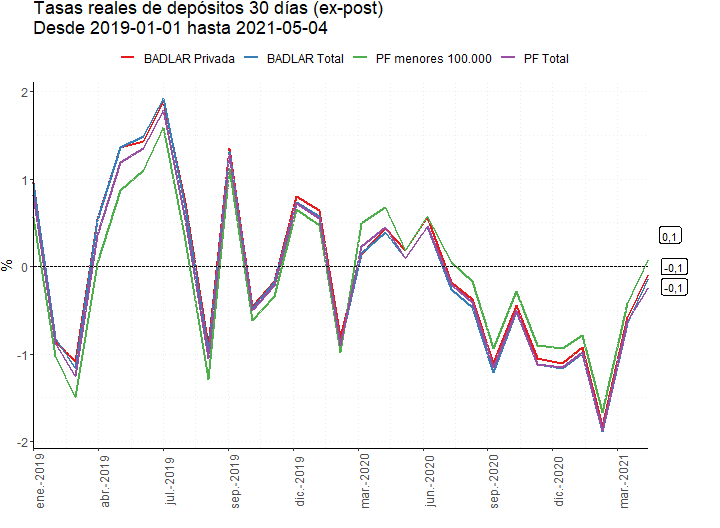 Tasas reales de depósitos 30 días (ex-post)
Desde 2019-01-01 hasta 2021-05-04
BADLAR Privada BADLAR Total PF menores 100.000 PF Total
%
2
1
0
-1
-2
0,1
-0,1
-0,1
ene.-2019
abr.-2019
jul.-2019
sep.-2019
dic.-2019
mar.-2020
jun.-2020
sep.-2020
dic.-2020
mar.-2021